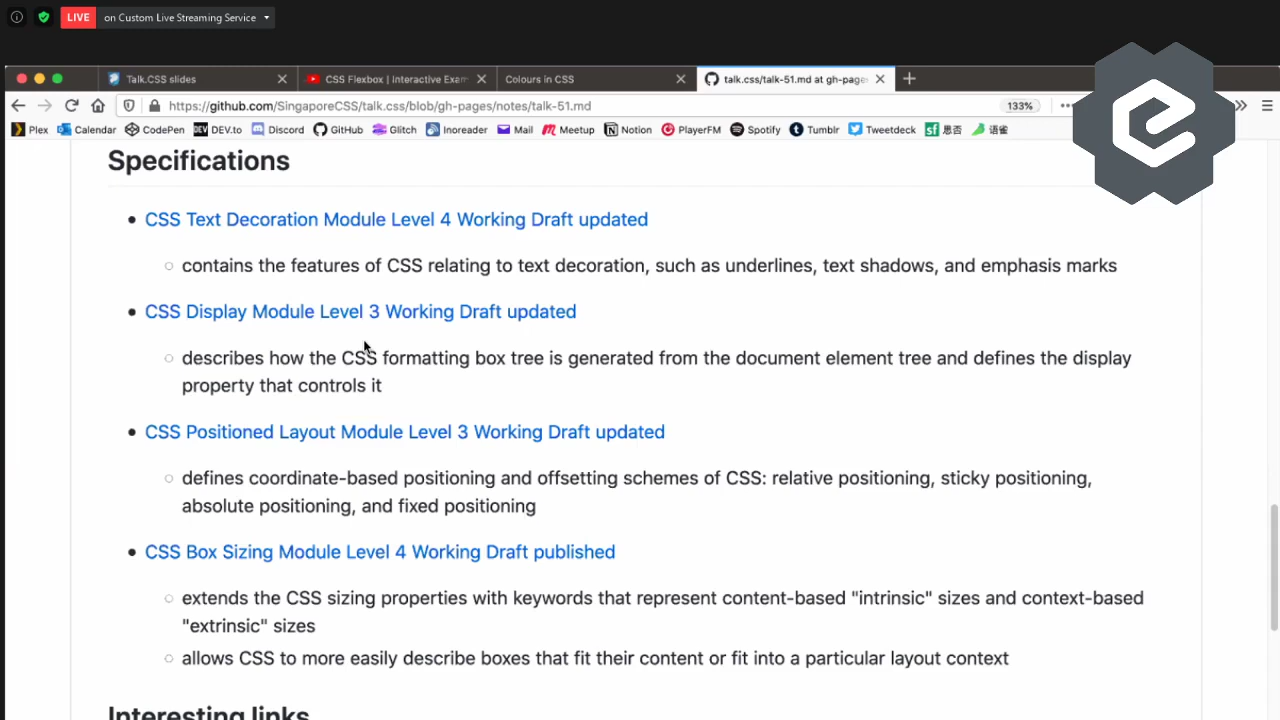 LIVE on Custom Live Streaming Service
Talk.CSS slides
CSS Flexbox | Interactive Exam
Colours in CSS
talk.css/talk-51.md at gh-page
https://github.com/SingaporeCSS/talk.css/blob/gh-pages/notes/talk-51.md
133%
Plex Calendar CodePen DEV.to Discord GitHub Glitch Inoreader Mail Meetup Notion PlayerFM Spotify Tumblr Tweetdeck 思否 语雀
Specifications
CSS Text Decoration Module Level 4 Working Draft updated
contains the features of CSS relating to text decoration, such as underlines, text shadows, and emphasis marks
CSS Display Module Level 3 Working Draft updated
describes how the CSS formatting box tree is generated from the document element tree and defines the display
property that controls it
CSS Positioned Layout Module Level 3 Working Draft updated
defines coordinate-based positioning and offsetting schemes of CSS: relative positioning, sticky positioning,
absolute positioning, and fixed positioning
CSS Box Sizing Module Level 4 Working Draft published
extends the CSS sizing properties with keywords that represent content-based "intrinsic" sizes and context-based
"extrinsic" sizes
allows CSS to more easily describe boxes that fit their content or fit into a particular layout context
Interesting links